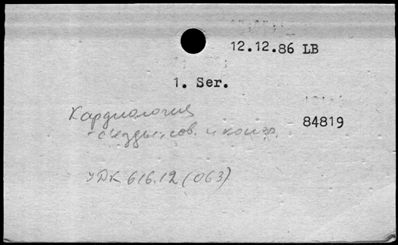 12.12.86 LB
1. Ser.
Кардиология
- съезды, сов. и конф.
84819
УДК 616.12 (063)